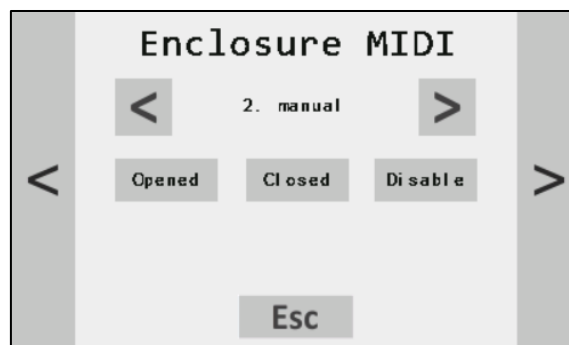 Enclosure MIDI
< 2. manual >
< Opened Closed Disable >
Esc